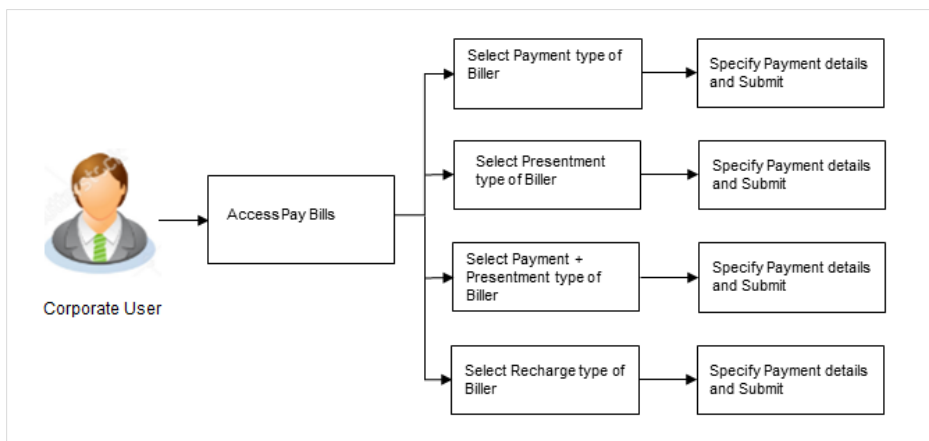 Select Payment type of
Biller
Specify Payment details
and Submit
Select Presentment
type of Biller
Specify Payment details
and Submit
Access Pay Bills
Corporate User
Select Payment +
Presentment type of
Biller
Specify Payment details
and Submit
Select Recharge type of
Biller
Specify Payment details
and Submit